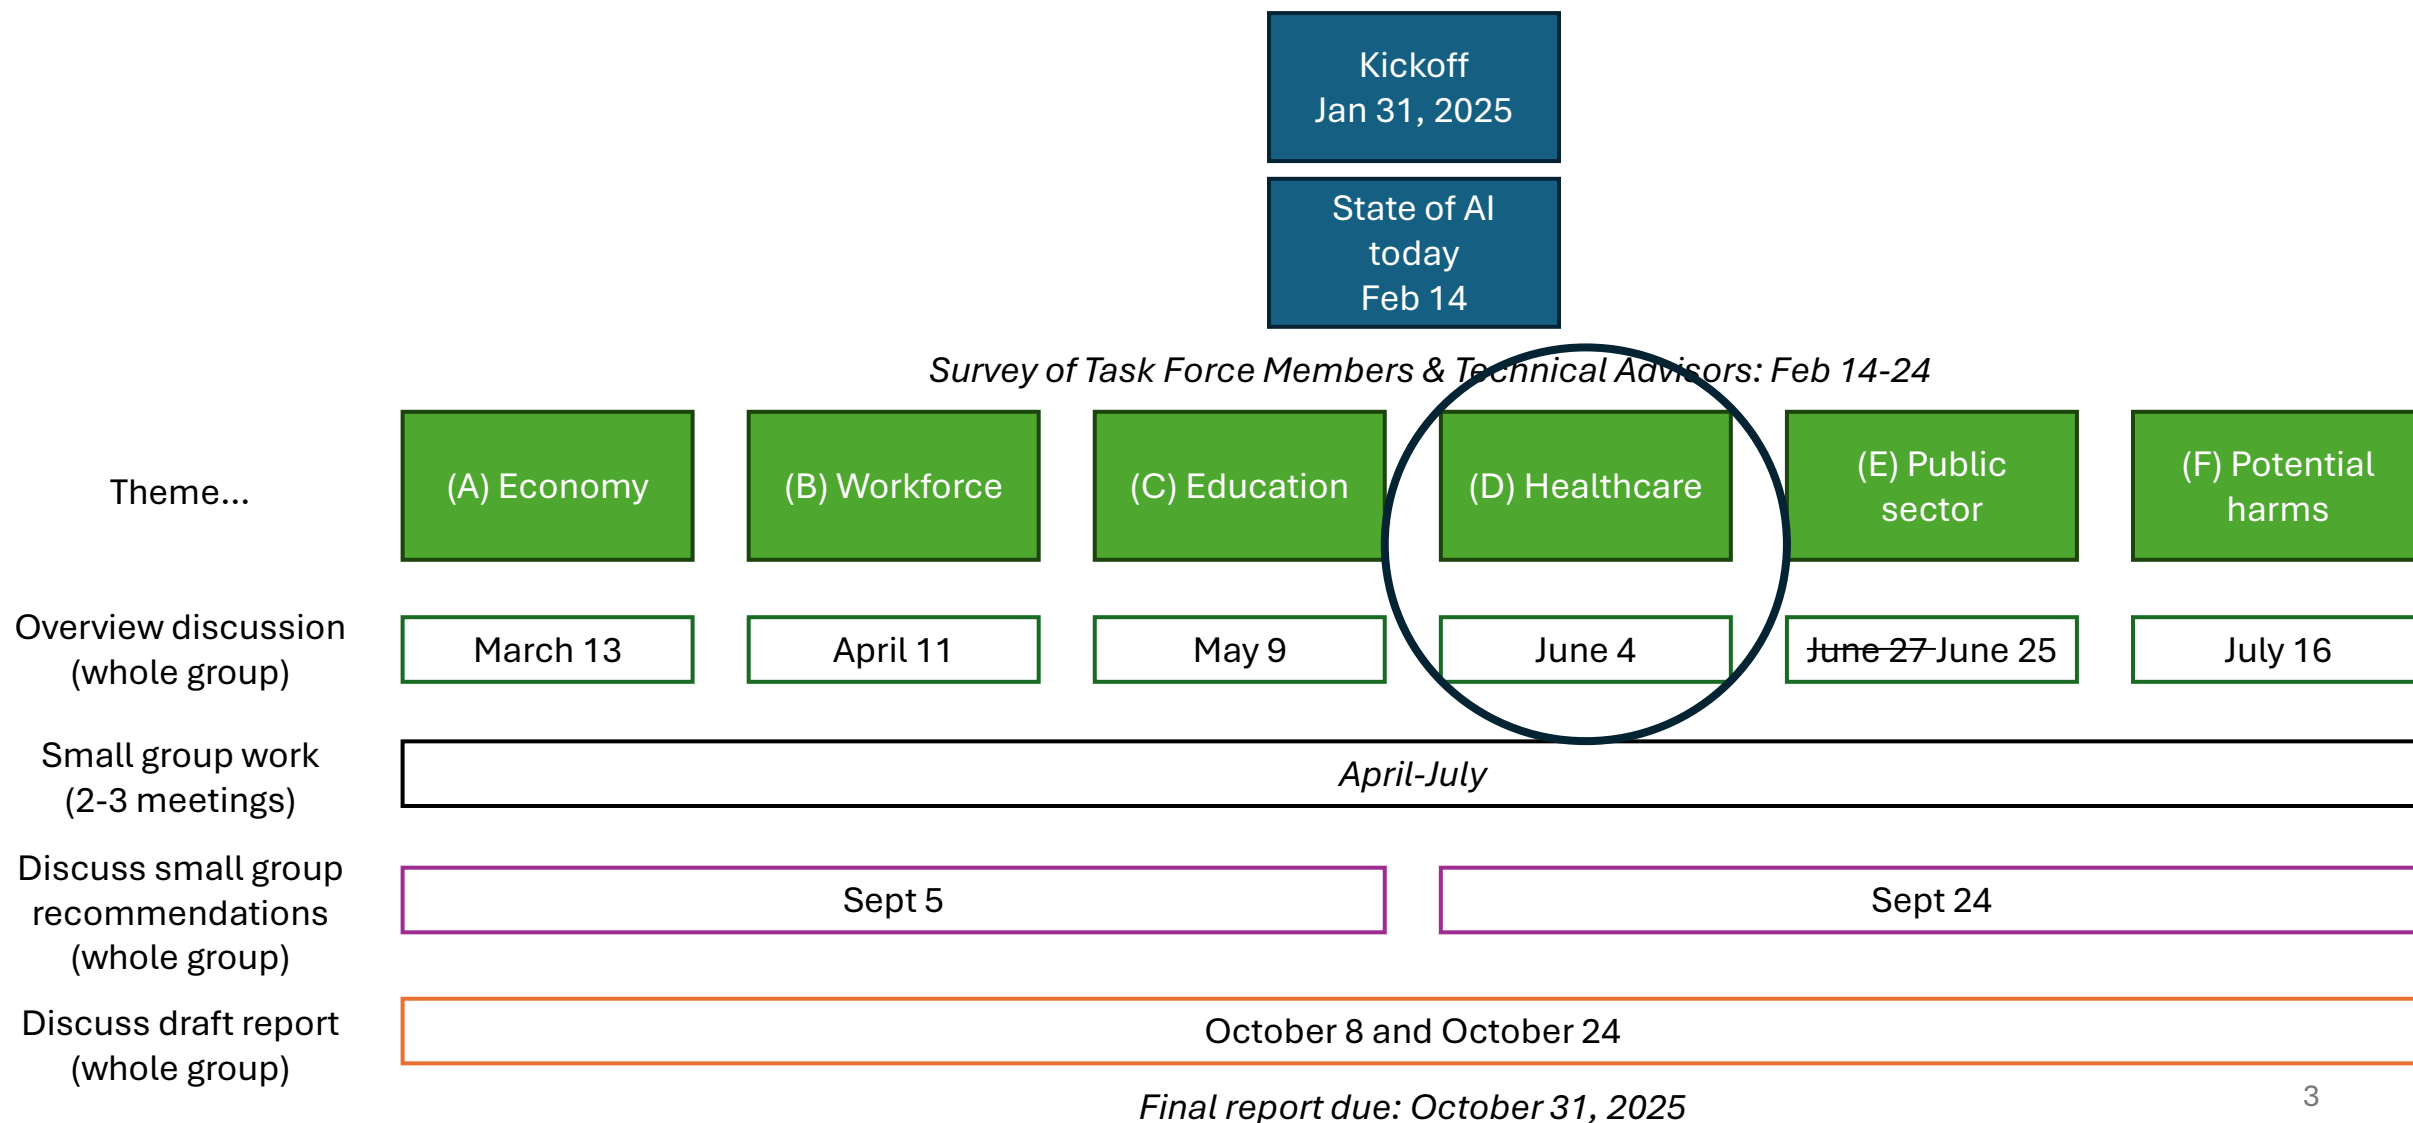 Kickoff
Jan 31, 2025
State of AI
today
Feb 14
Survey of Task Force Members & Technical Advisors: Feb 14-24
Theme...
(A) Economy
(B) Workforce
(C) Education
(D) Healthcare
(E) Public
sector
(F) Potential
harms
Overview discussion
(whole group)
March 13
April 11
May 9
June 4
June 27 June 25
July 16
Small group work
(2-3 meetings)
April-July
Discuss small group
recommendations
(whole group)
Sept 5
Sept 24
Discuss draft report
(whole group)
October 8 and October 24
Final report due: October 31, 2025
3